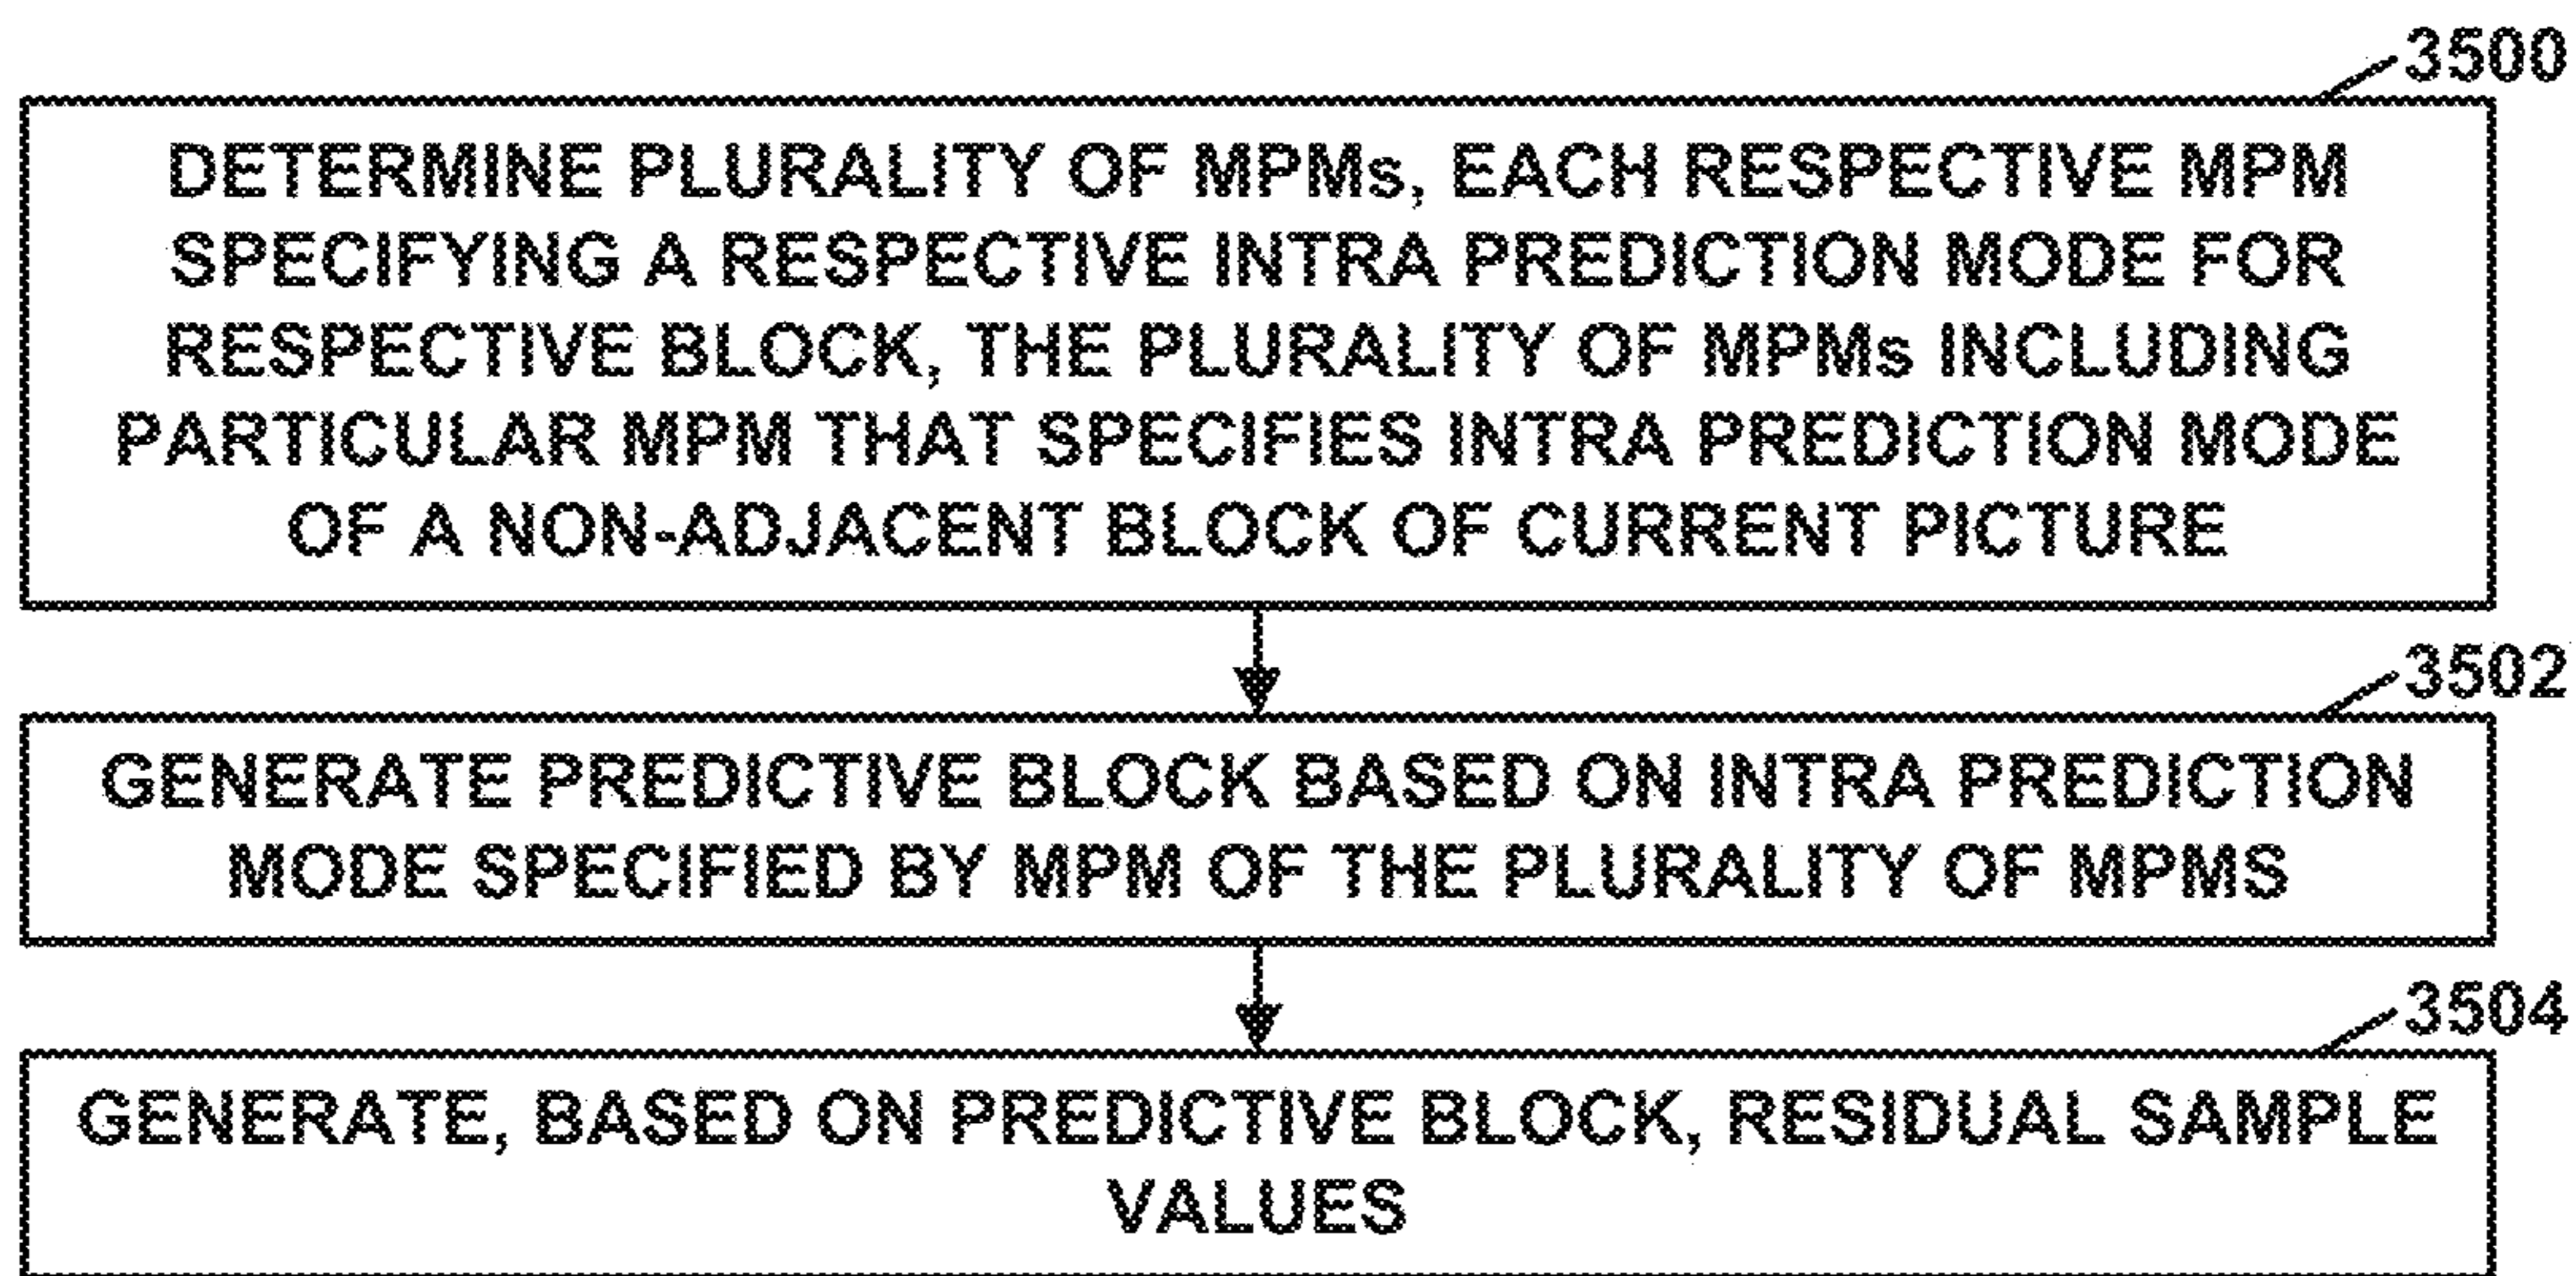 3500
DETERMINE PLURALITY OF MPMs, EACH RESPECTIVE MPM
SPECIFYING A RESPECTIVE INTRA PREDICTION MODE FOR
RESPECTIVE BLOCK, THE PLURALITY OF MPMs INCLUDING
PARTICULAR MPM THAT SPECIFIES INTRA PREDICTION MODE
OF A NON-ADJACENT BLOCK OF CURRENT PICTURE
3502
GENERATE PREDICTIVE BLOCK BASED ON INTRA PREDICTION
MODE SPECIFIED BY MPM OF THE PLURALITY OF MPMS
3504
GENERATE, BASED ON PREDICTIVE BLOCK, RESIDUAL SAMPLE
VALUES